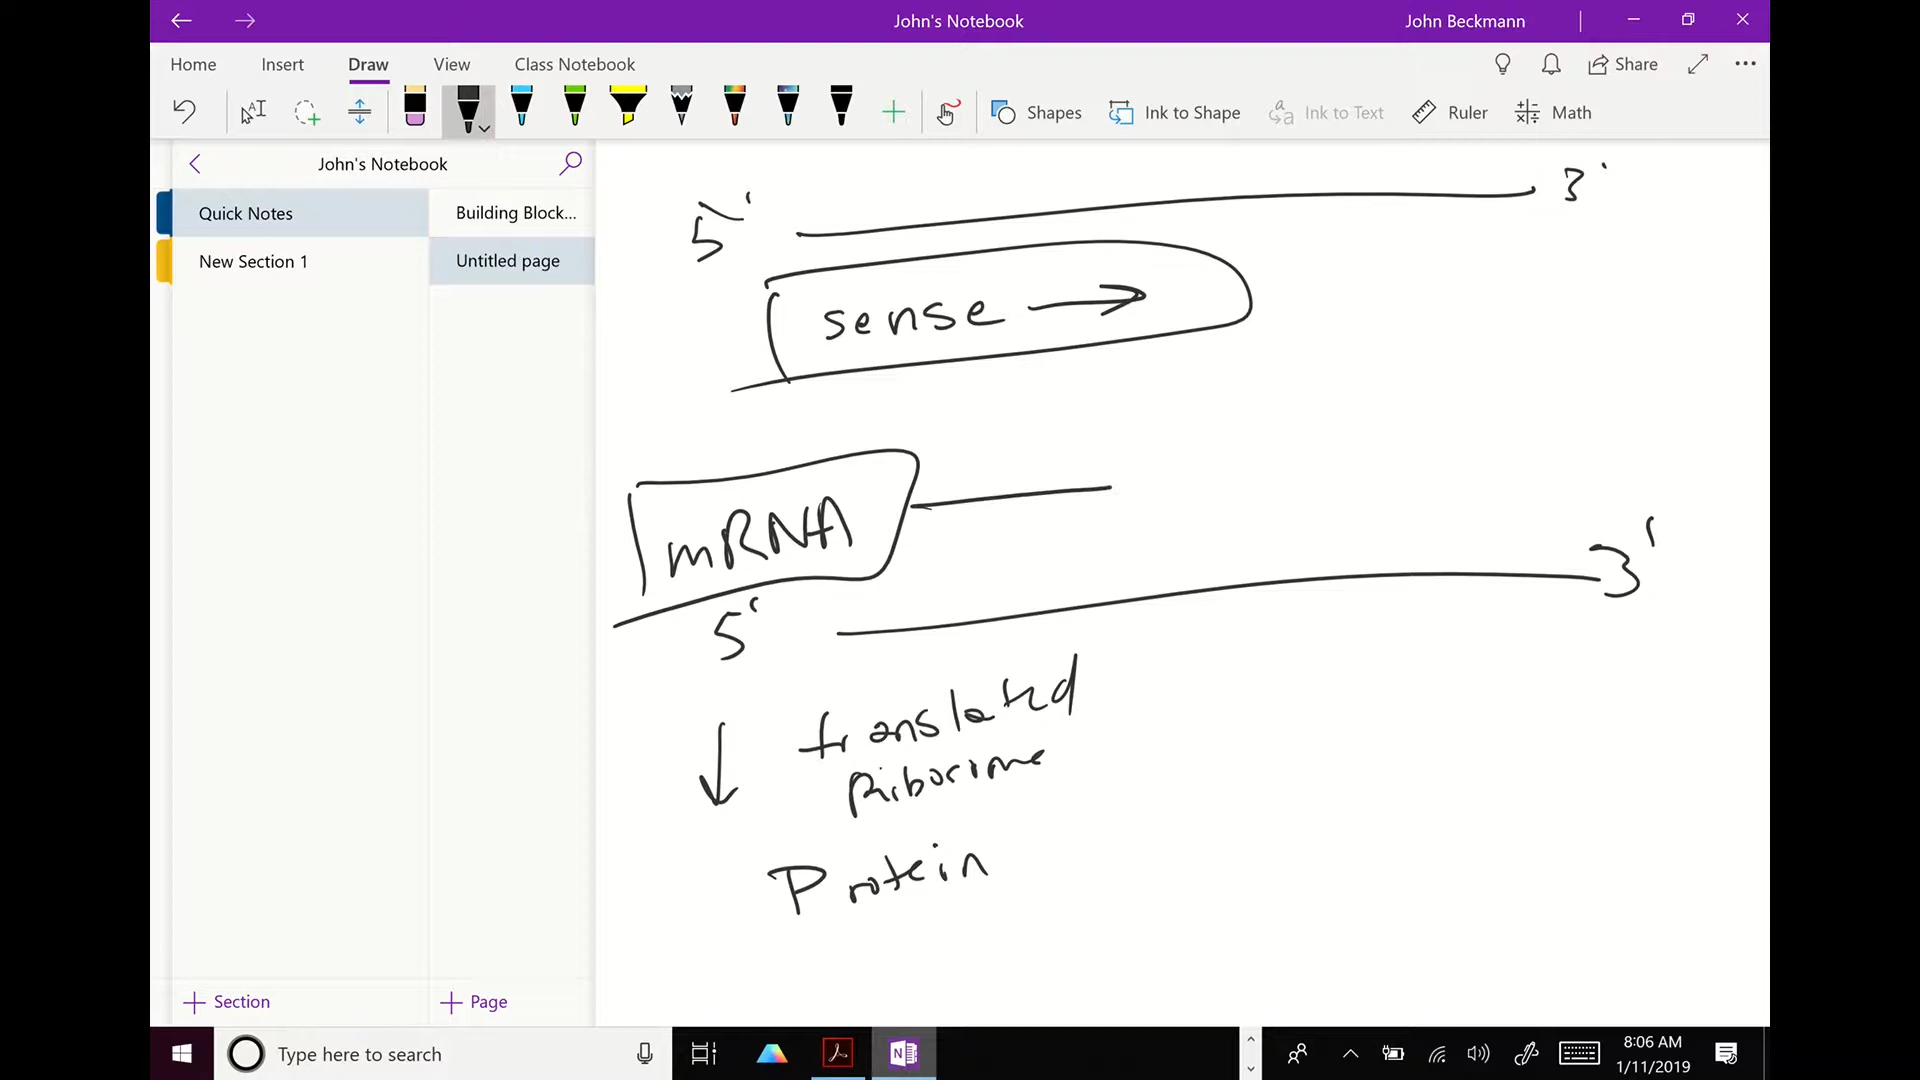 John's Notebook
John Beckmann
Home Insert Draw View Class Notebook
Share
Shapes Ink to Shape Ink to Text Ruler Math
John's Notebook
Quick Notes
New Section 1
Building Block...
Untitled page
5' 3'
sense →
mRNA
5' 3'
translated
Ribosome
Protein
+ Section
+ Page
Type here to search
8:06 AM
1/11/2019